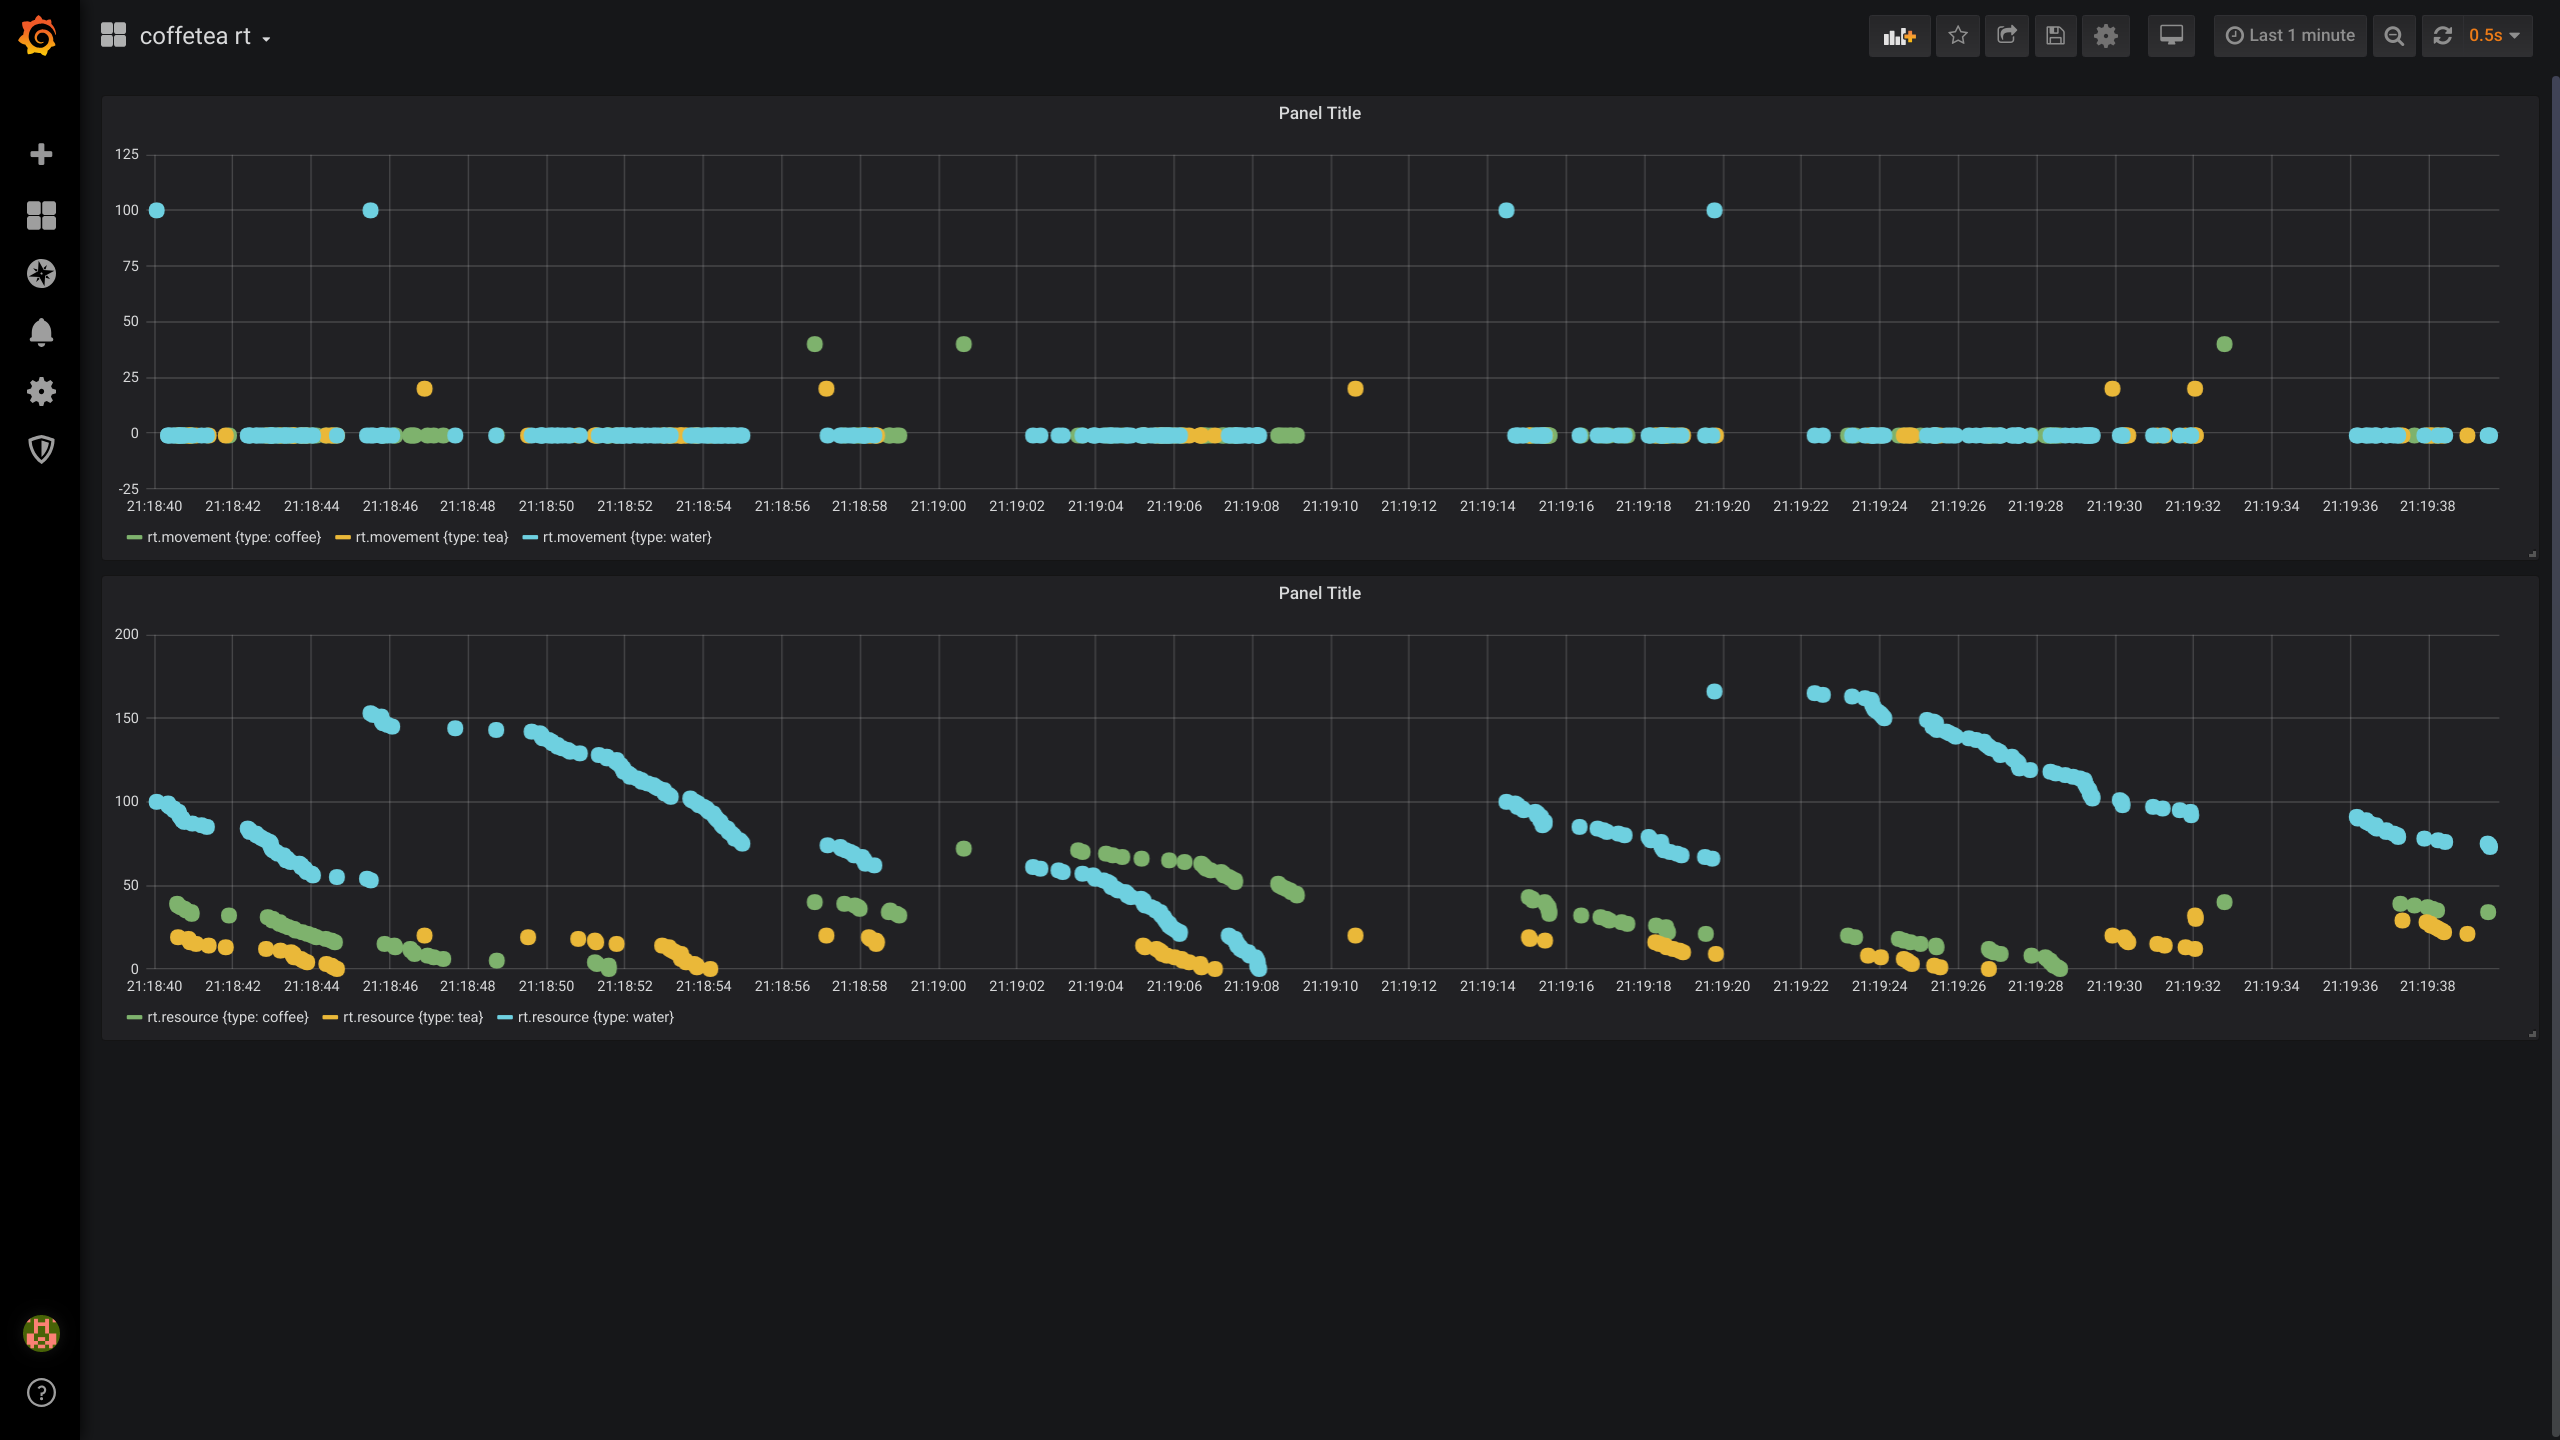 coffetea rt
Last 1 minute
0.5s
Panel Title
125
100
75
50
25
0
-25
21:18:40 21:18:42 21:18:44 21:18:46 21:18:48 21:18:50 21:18:52 21:18:54 21:18:56 21:18:58 21:19:00 21:19:02 21:19:04 21:19:06 21:19:08 21:19:10 21:19:12 21:19:14 21:19:16 21:19:18 21:19:20 21:19:22 21:19:24 21:19:26 21:19:28 21:19:30 21:19:32 21:19:34 21:19:36 21:19:38
rt.movement {type: coffee} rt.movement {type: tea} rt.movement {type: water}
Panel Title
200
150
100
50
0
21:18:40 21:18:42 21:18:44 21:18:46 21:18:48 21:18:50 21:18:52 21:18:54 21:18:56 21:18:58 21:19:00 21:19:02 21:19:04 21:19:06 21:19:08 21:19:10 21:19:12 21:19:14 21:19:16 21:19:18 21:19:20 21:19:22 21:19:24 21:19:26 21:19:28 21:19:30 21:19:32 21:19:34 21:19:36 21:19:38
rt.resource {type: coffee} rt.resource {type: tea} rt.resource {type: water}